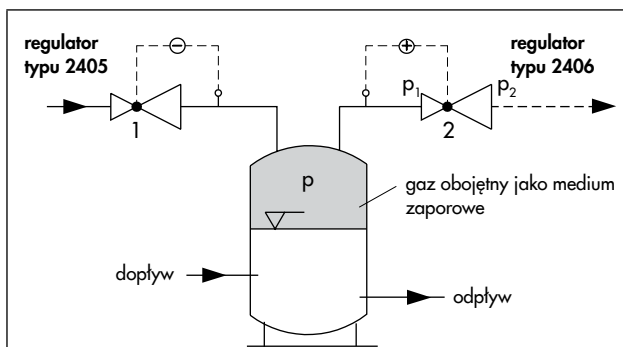 regulator
typu 2405
regulator
typu 2406
−
+
p₁
p₂
1
2
p
gaz obojętny jako medium
zaporowe
dopływ
odpływ